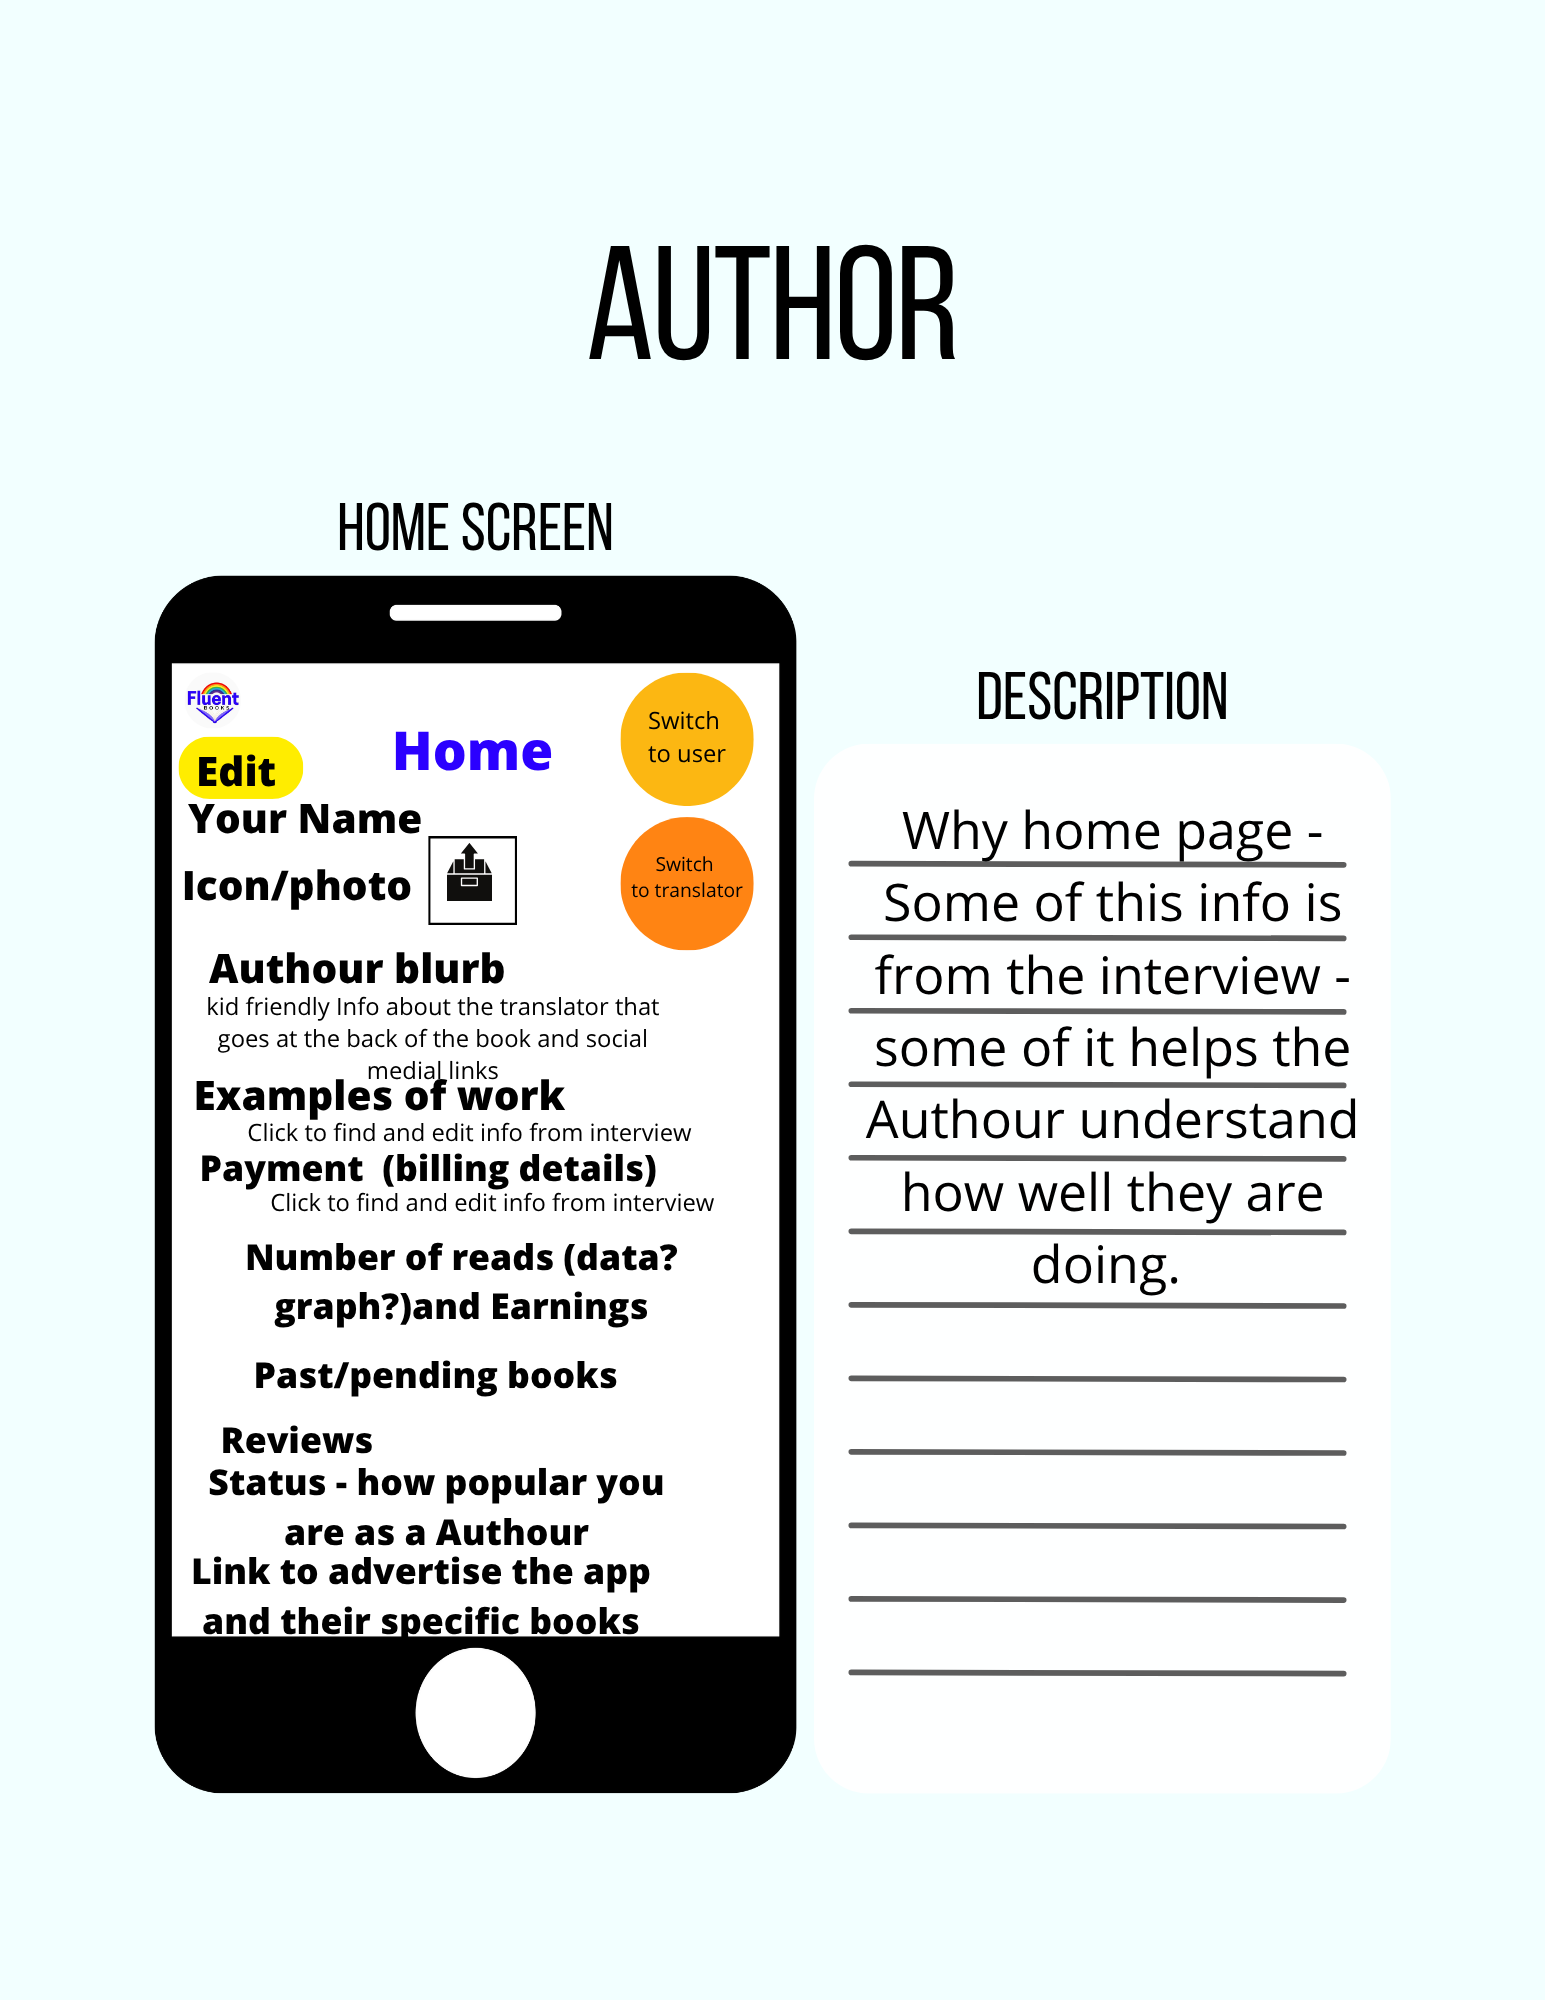 AUTHOR
HOME SCREEN
Fluent
BOOKS
Edit
Home
Switch
to user
Your Name
Icon/photo
Switch
to translator
Authour blurb
kid friendly Info about the translator that
goes at the back of the book and social
medial links
Examples of work
Click to find and edit info from interview
Payment (billing details)
Click to find and edit info from interview
Number of reads (data?
graph?)and Earnings
Past/pending books
Reviews
Status - how popular you
are as a Authour
Link to advertise the app
and their specific books
DESCRIPTION
Why home page -
Some of this info is
from the interview -
some of it helps the
Authour understand
how well they are
doing.